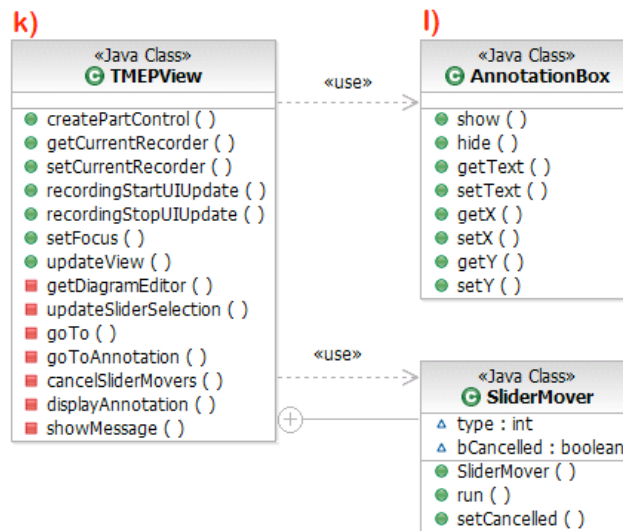 k)
«Java Class»
C TMEPView
createPartControl ( )
getCurrentRecorder ( )
setCurrentRecorder ( )
recordingStartUIUpdate ( )
recordingStopUIUpdate ( )
setFocus ( )
updateView ( )
getDiagramEditor ( )
updateSliderSelection ( )
goTo ( )
goToAnnotation ( )
cancelSliderMovers ( )
displayAnnotation ( )
showMessage ( )
«use»
«use»
l)
«Java Class»
C AnnotationBox
show ( )
hide ( )
getText ( )
setText ( )
getX ( )
setX ( )
getY ( )
setY ( )
«Java Class»
C SliderMover
type : int
bCancelled : boolean
SliderMover ( )
run ( )
setCancelled ( )